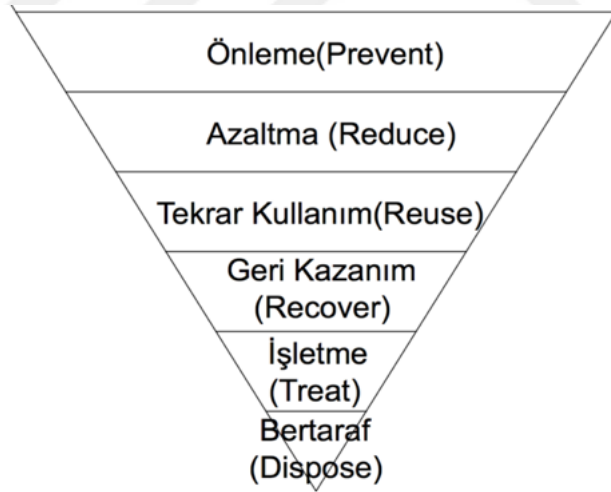 Önleme(Prevent)
Azaltma (Reduce)
Tekrar Kullanım(Reuse)
Geri Kazanım
(Recover)
İşletme
(Treat)
Bertaraf
(Dispose)